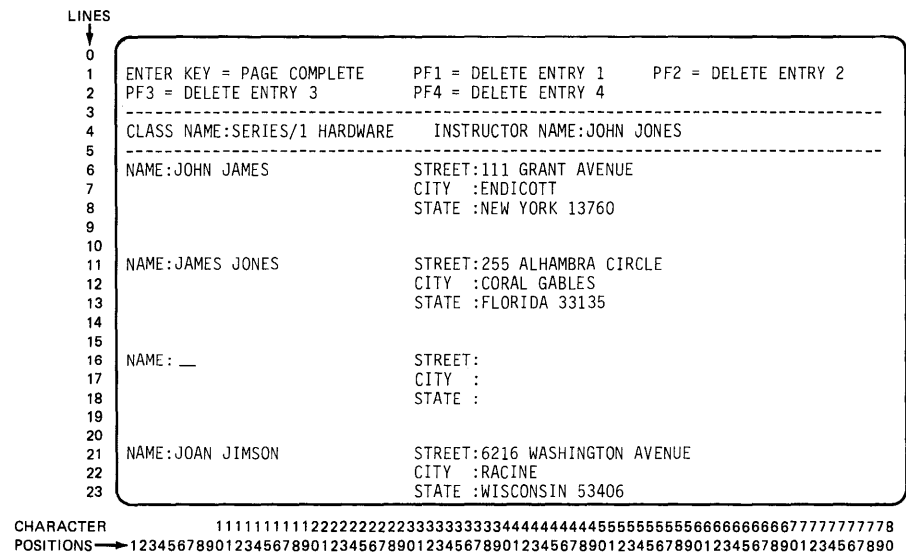 LINES
0
1 ENTER KEY = PAGE COMPLETE PF1 = DELETE ENTRY 1 PF2 = DELETE ENTRY 2
2 PF3 = DELETE ENTRY 3 PF4 = DELETE ENTRY 4
3 --------------------------------------------------------------------------------
4 CLASS NAME:SERIES/1 HARDWARE INSTRUCTOR NAME:JOHN JONES
5 --------------------------------------------------------------------------------
6 NAME:JOHN JAMES STREET:111 GRANT AVENUE
7 CITY :ENDICOTT
8 STATE :NEW YORK 13760
9
10
11 NAME:JAMES JONES STREET:255 ALHAMBRA CIRCLE
12 CITY :CORAL GABLES
13 STATE :FLORIDA 33135
14
15
16 NAME: __ STREET:
17 CITY :
18 STATE :
19
20
21 NAME:JOAN JIMSON STREET:6216 WASHINGTON AVENUE
22 CITY :RACINE
23 STATE :WISCONSIN 53406
CHARACTER 11111111112222222222333333333344444444445555555555666666666677777777778
POSITIONS 12345678901234567890123456789012345678901234567890123456789012345678901234567890